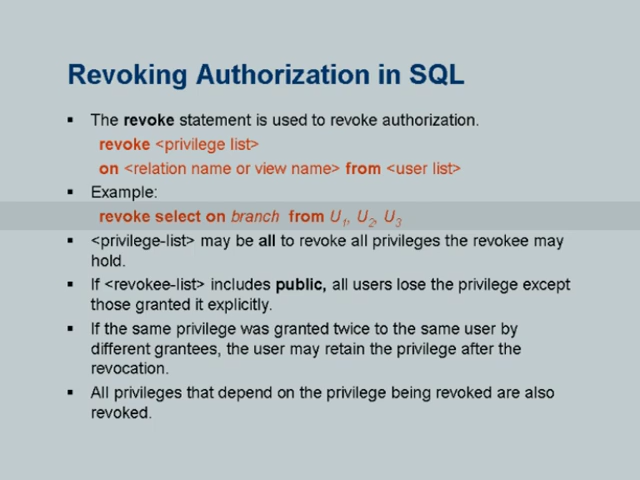 Revoking Authorization in SQL
▪ The revoke statement is used to revoke authorization.
revoke <privilege list>
on <relation name or view name> from <user list>
▪ Example:
revoke select on branch from U1, U2, U3
▪ <privilege-list> may be all to revoke all privileges the revokee may
hold.
▪ If <revokee-list> includes public, all users lose the privilege except
those granted it explicitly.
▪ If the same privilege was granted twice to the same user by
different grantees, the user may retain the privilege after the
revocation.
▪ All privileges that depend on the privilege being revoked are also
revoked.